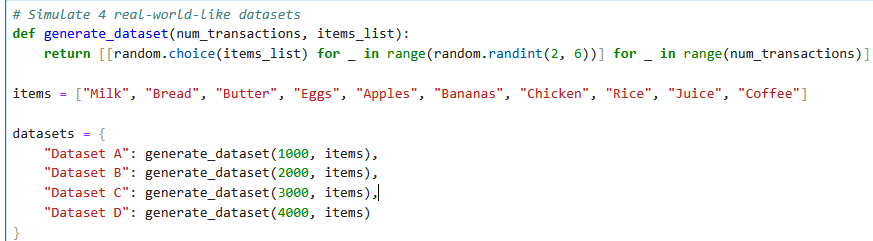 # Simulate 4 real-world-like datasets
def generate_dataset(num_transactions, items_list):
    return [[random.choice(items_list) for _ in range(random.randint(2, 6))] for _ in range(num_transactions)]

items = ["Milk", "Bread", "Butter", "Eggs", "Apples", "Bananas", "Chicken", "Rice", "Juice", "Coffee"]

datasets = {
    "Dataset A": generate_dataset(1000, items),
    "Dataset B": generate_dataset(2000, items),
    "Dataset C": generate_dataset(3000, items),
    "Dataset D": generate_dataset(4000, items)
}